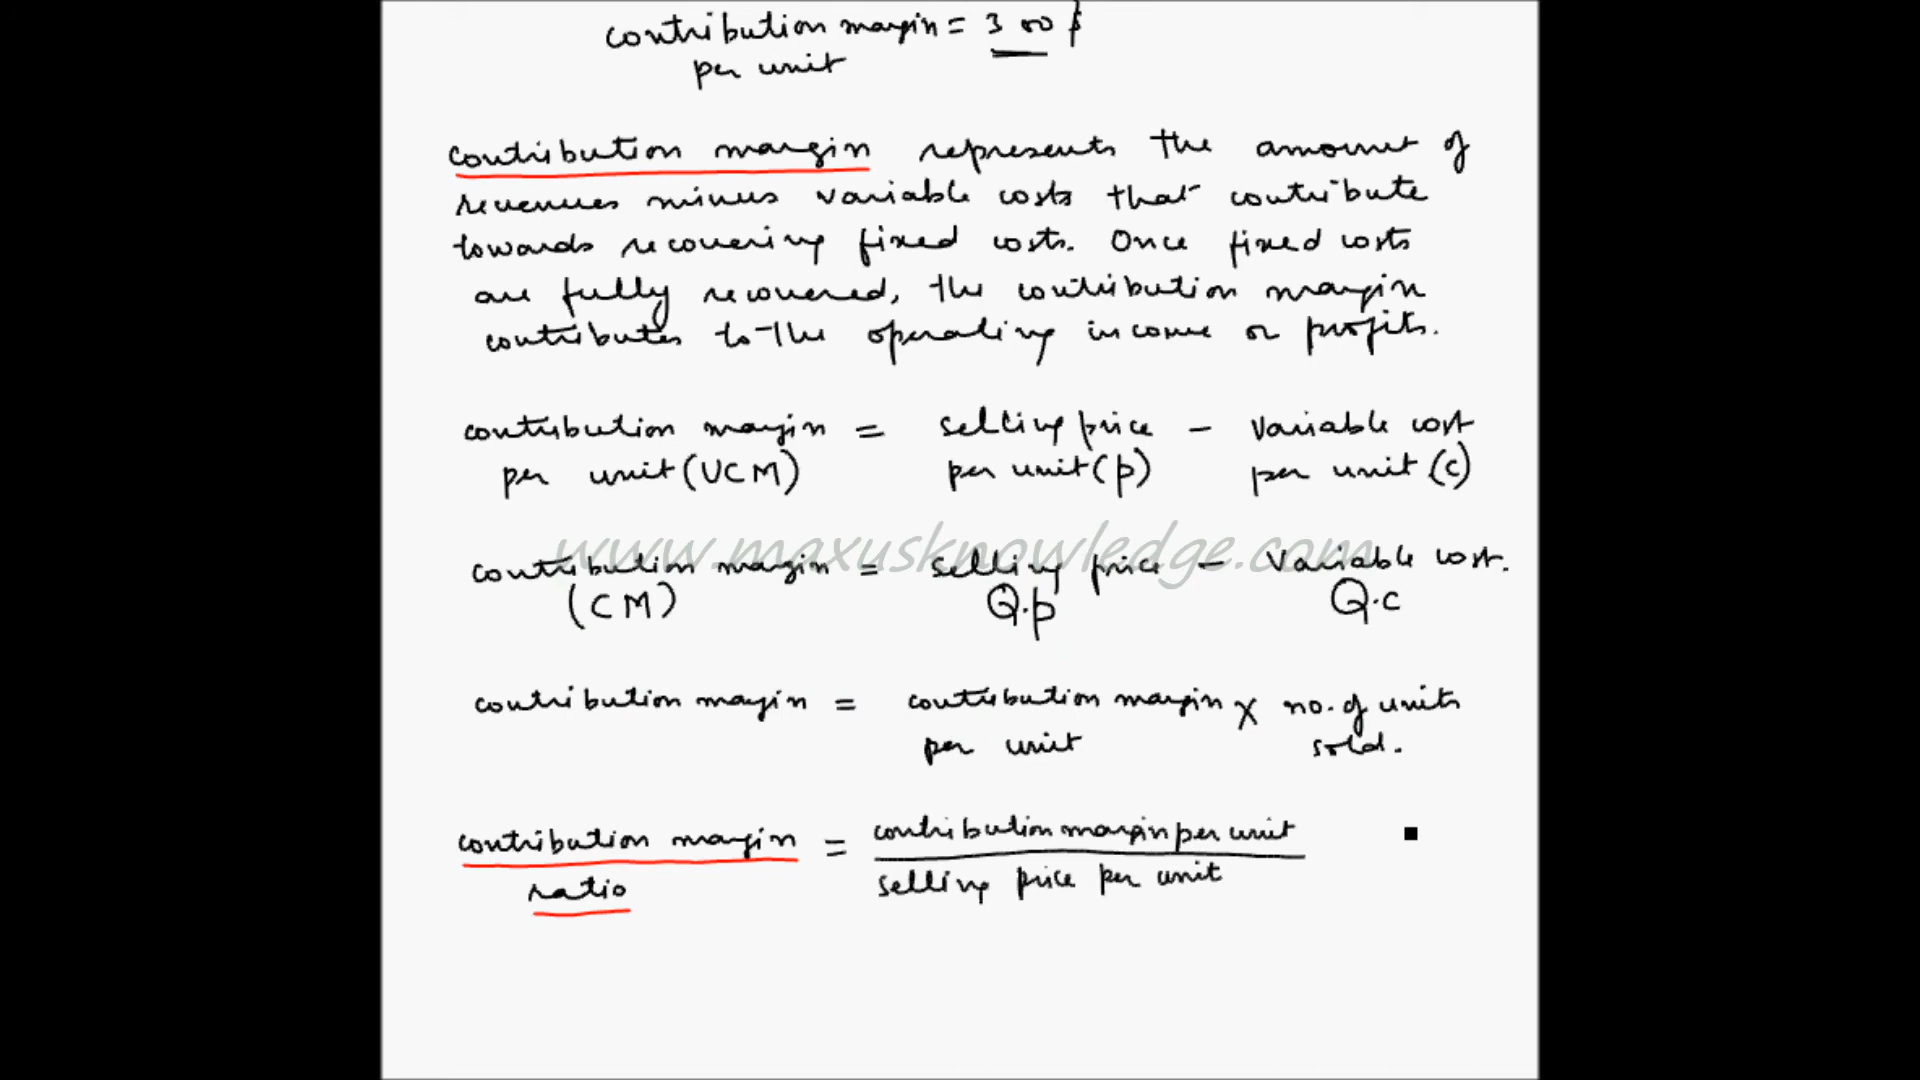 contribution margin = 300 
per unit
contribution margin represents the amount of
revenues minus variable costs that contribute
towards recovering fixed costs. Once fixed costs
are fully recovered, the contribution margin
contributes to the operating income or profits.
contribution margin = selling price - variable cost
per unit (UCM) per unit (p) per unit (c)
www.maxusknowledge.com
contribution margin = selling price - variable cost.
(CM) Q.p Q.c
contribution margin = contribution margin X no. of units
per unit sold.
contribution margin = contribution margin per unit
ratio selling price per unit